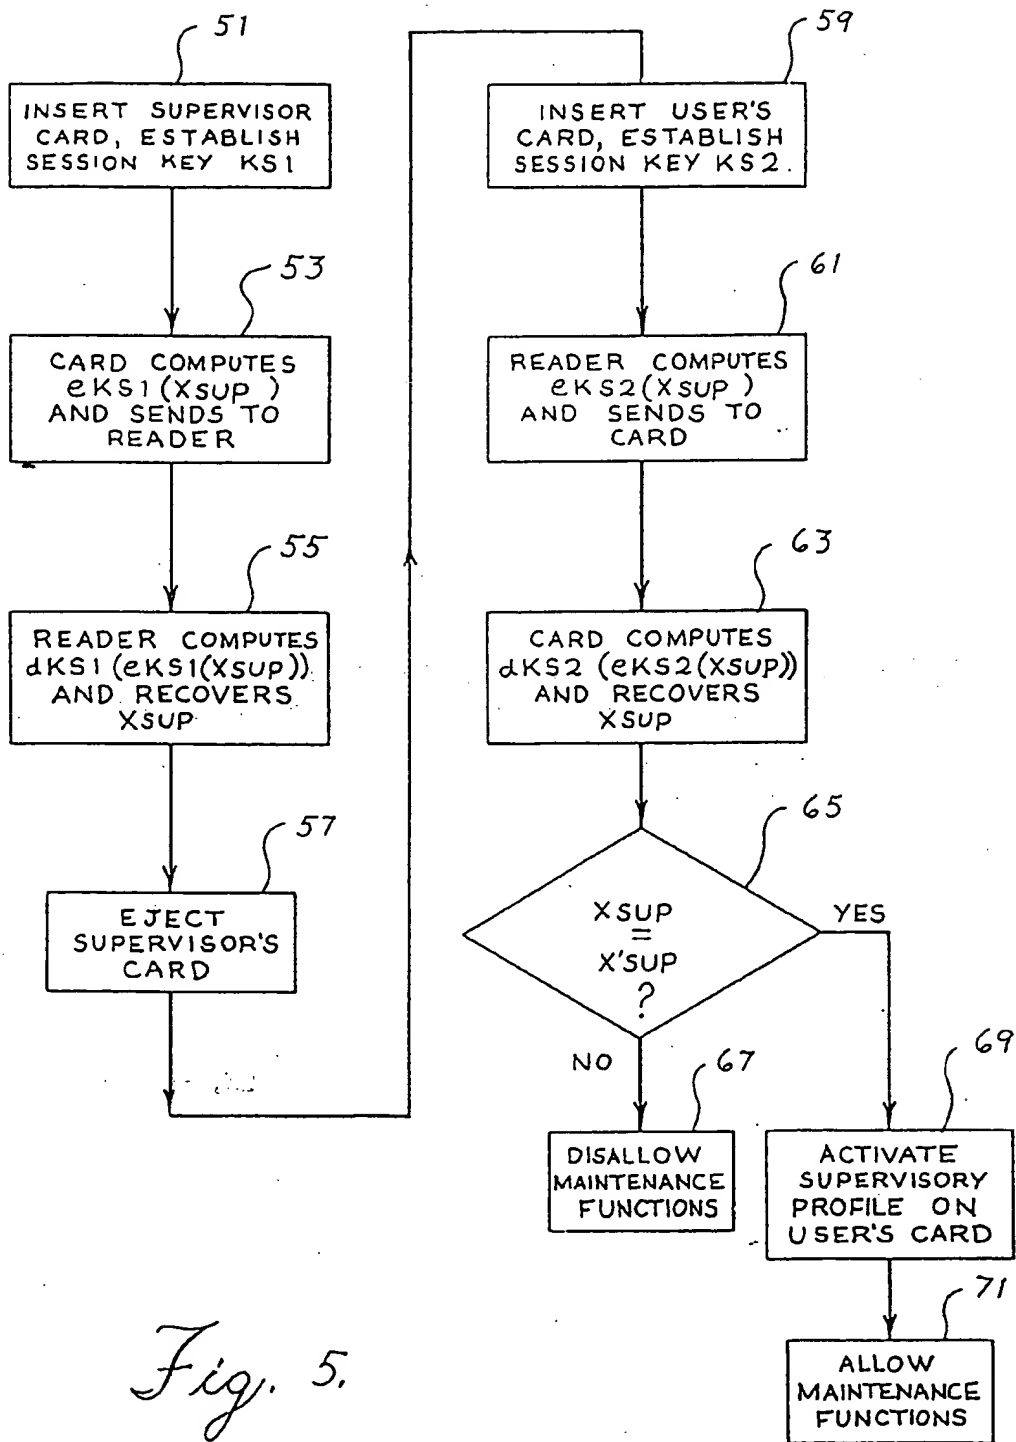 51
INSERT SUPERVISOR
CARD, ESTABLISH
SESSION KEY KS1
53
CARD COMPUTES
eKS1(XSUP )
AND SENDS TO
READER
55
READER COMPUTES
dKS1(eKS1(XSUP))
AND RECOVERS
XSUP
57
EJECT
SUPERVISOR'S
CARD
59
INSERT USER'S
CARD, ESTABLISH
SESSION KEY KS2.
61
READER COMPUTES
eKS2(XSUP )
AND SENDS TO
CARD
63
CARD COMPUTES
dKS2 (eKS2(XSUP))
AND RECOVERS
XSUP
65
XSUP
=
X'SUP
?
YES
NO
67
DISALLOW
MAINTENANCE
FUNCTIONS
69
ACTIVATE
SUPERVISORY
PROFILE ON
USER'S CARD
71
ALLOW
MAINTENANCE
FUNCTIONS
Fig. 5.